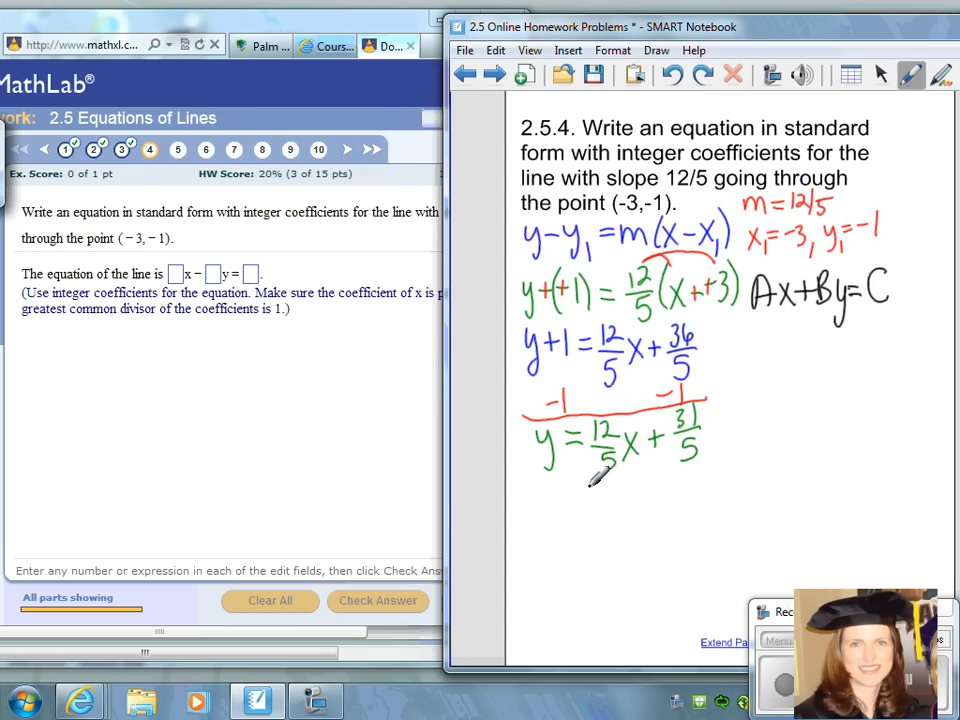 2.5 Online Homework Problems * - SMART Notebook
http://www.mathxl.c...
Palm ...
Cours...
Do...
File Edit View Insert Format Draw Help
MathLab®
work: 2.5 Equations of Lines
1 2 3 4 5 6 7 8 9 10
Ex. Score: 0 of 1 pt
HW Score: 20% (3 of 15 pts)
Write an equation in standard form with integer coefficients for the line with
through the point (−3, −1).
The equation of the line is x − y = .
(Use integer coefficients for the equation. Make sure the coefficient of x is p
greatest common divisor of the coefficients is 1.)
Enter any number or expression in each of the edit fields, then click Check Ans
All parts showing
Clear All
Check Answer
2.5.4. Write an equation in standard
form with integer coefficients for the
line with slope 12/5 going through
the point (-3,-1).
m = 12/5
y − y₁ = m(x − x₁)
x₁ = −3, y₁ = −1
y + (+1) = 12/5 (x + +3)
Ax + By = C
y + 1 = 12/5 x + 36/5
−1 −1
y = 12/5 x + 31/5
Extend Pa
Rec
Menu